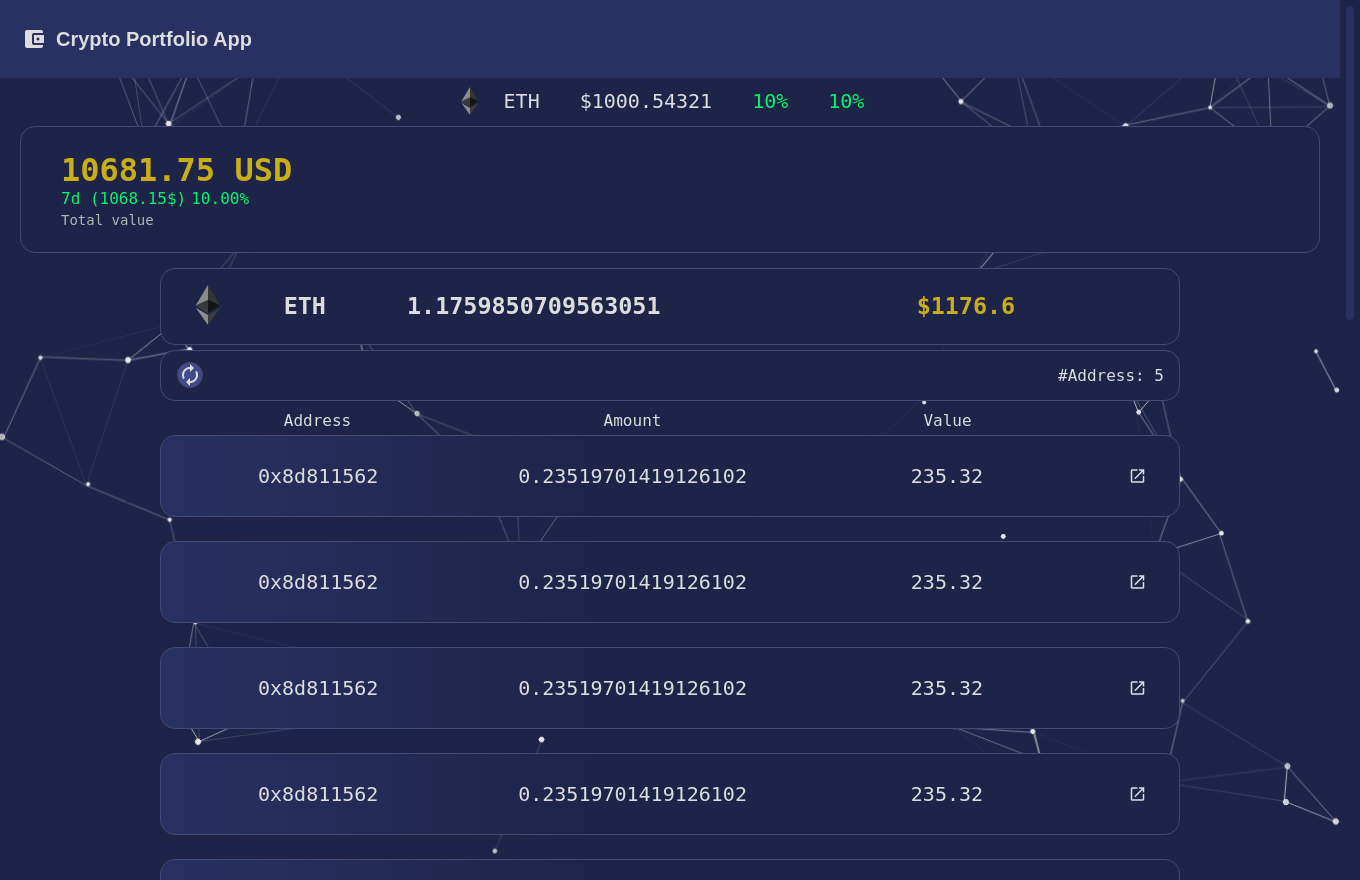 Crypto Portfolio App
ETH $1000.54321 10% 10%
10681.75 USD
7d (1068.15$) 10.00%
Total value
ETH 1.1759850709563051 $1176.6
#Address: 5
Address Amount Value
0x8d811562 0.23519701419126102 235.32
0x8d811562 0.23519701419126102 235.32
0x8d811562 0.23519701419126102 235.32
0x8d811562 0.23519701419126102 235.32